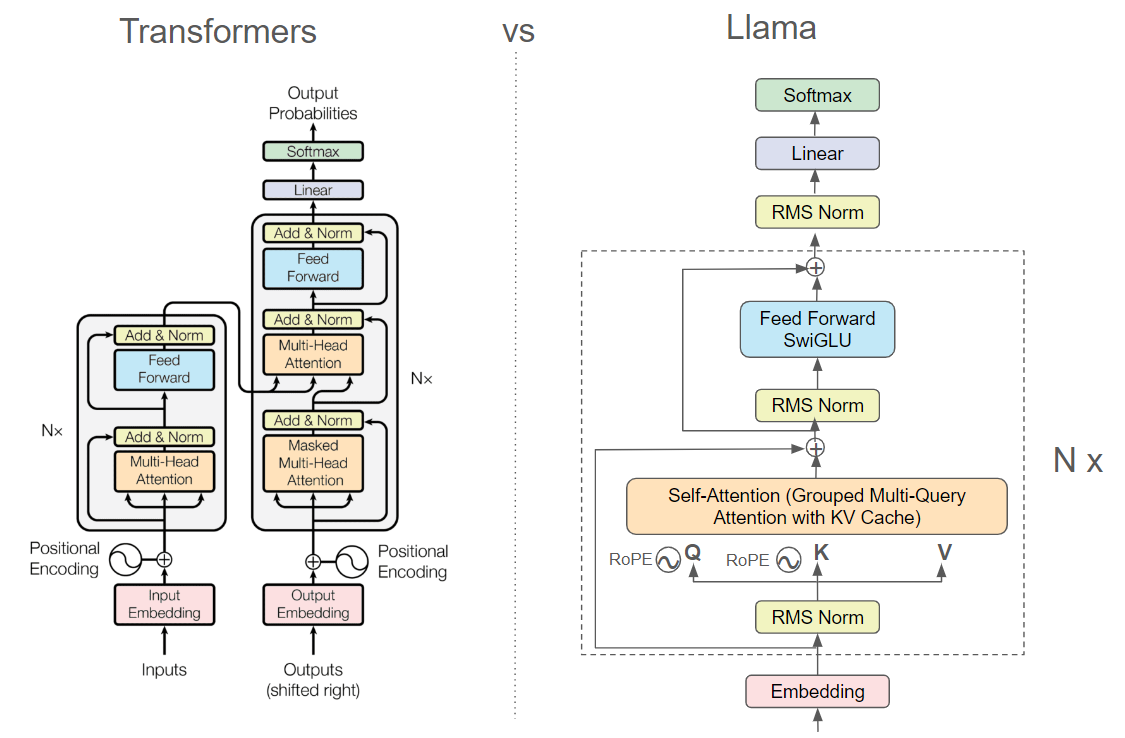 Transformers
vs
Llama
Output
Probabilities
Softmax
Linear
Add & Norm
Feed
Forward
Add & Norm
Multi-Head
Attention
Add & Norm
Masked
Multi-Head
Attention
Nx
Add & Norm
Feed
Forward
Add & Norm
Multi-Head
Attention
Nx
Positional
Encoding
Positional
Encoding
Input
Embedding
Output
Embedding
Inputs
Outputs
(shifted right)
Softmax
Linear
RMS Norm
Feed Forward
SwiGLU
RMS Norm
N x
Self-Attention (Grouped Multi-Query
Attention with KV Cache)
RoPE Q
RoPE K
V
RMS Norm
Embedding